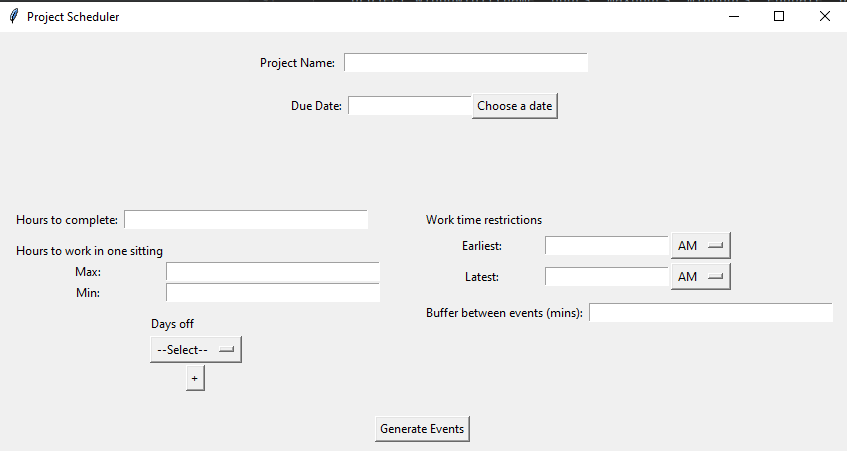 Project Scheduler
Project Name:
Due Date: Choose a date
Hours to complete:
Hours to work in one sitting
Max:
Min:
Days off
--Select--
+
Work time restrictions
Earliest: AM
Latest: AM
Buffer between events (mins):
Generate Events